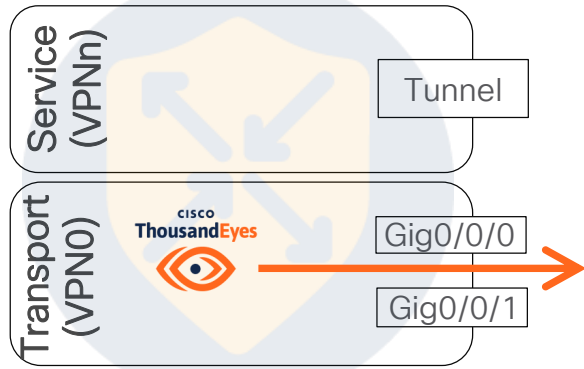 Service
(VPNn)
Tunnel
Transport
(VPN0)
CISCO
ThousandEyes
Gig0/0/0
Gig0/0/1